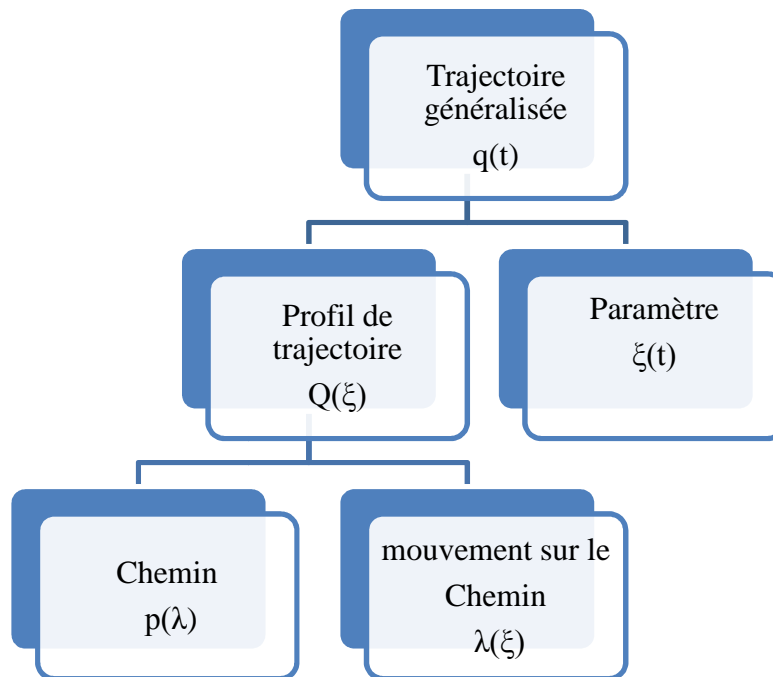 Trajectoire
généralisée
q(t)
Profil de
trajectoire
Q(ξ)
Paramètre
ξ(t)
Chemin
p(λ)
mouvement sur le
Chemin
λ(ξ)